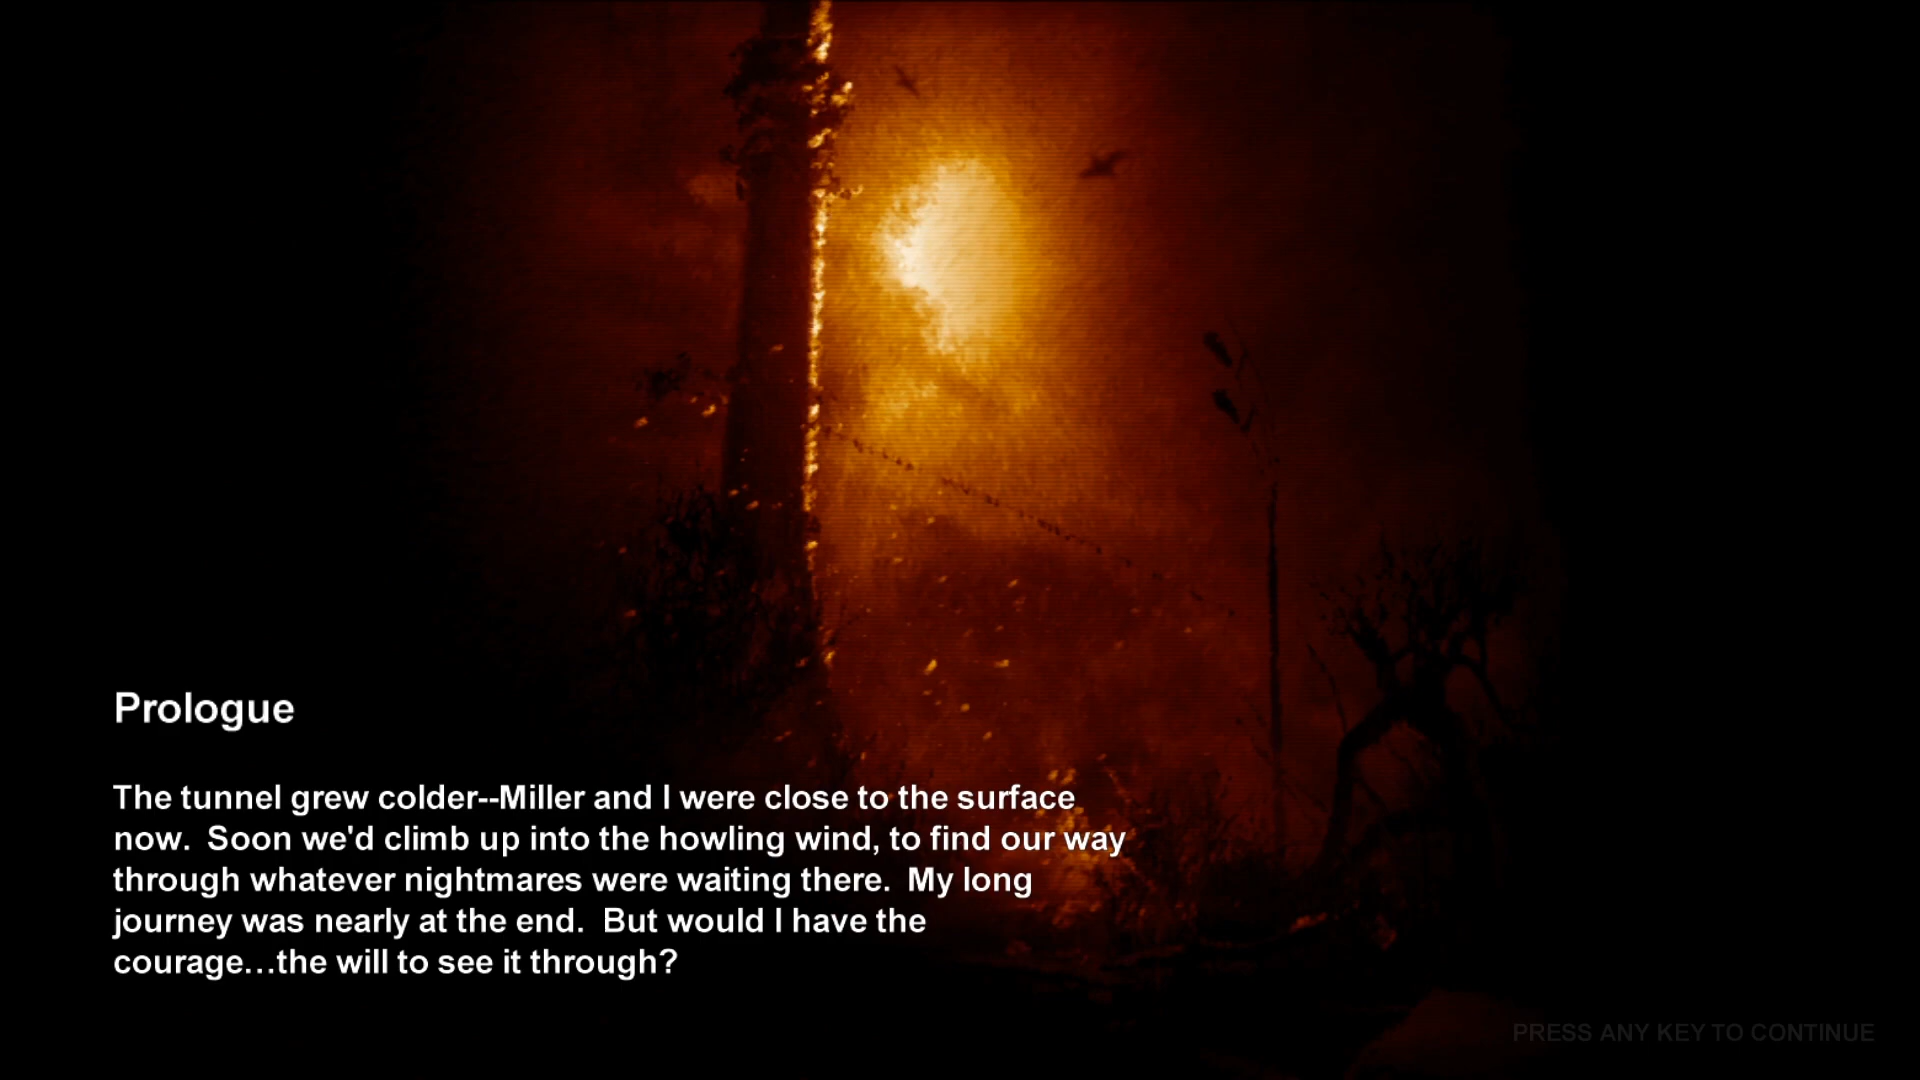 Prologue
The tunnel grew colder--Miller and I were close to the surface
now.  Soon we'd climb up into the howling wind, to find our way
through whatever nightmares were waiting there.  My long
journey was nearly at the end.  But would I have the
courage…the will to see it through?
PRESS ANY KEY TO CONTINUE